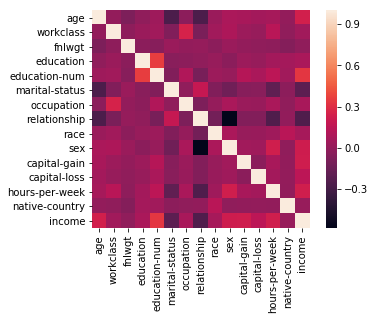 age
workclass
fnlwgt
education
education-num
marital-status
occupation
relationship
race
sex
capital-gain
capital-loss
hours-per-week
native-country
income
age
workclass
fnlwgt
education
education-num
marital-status
occupation
relationship
race
sex
capital-gain
capital-loss
hours-per-week
native-country
income
0.9
0.6
0.3
0.0
−0.3